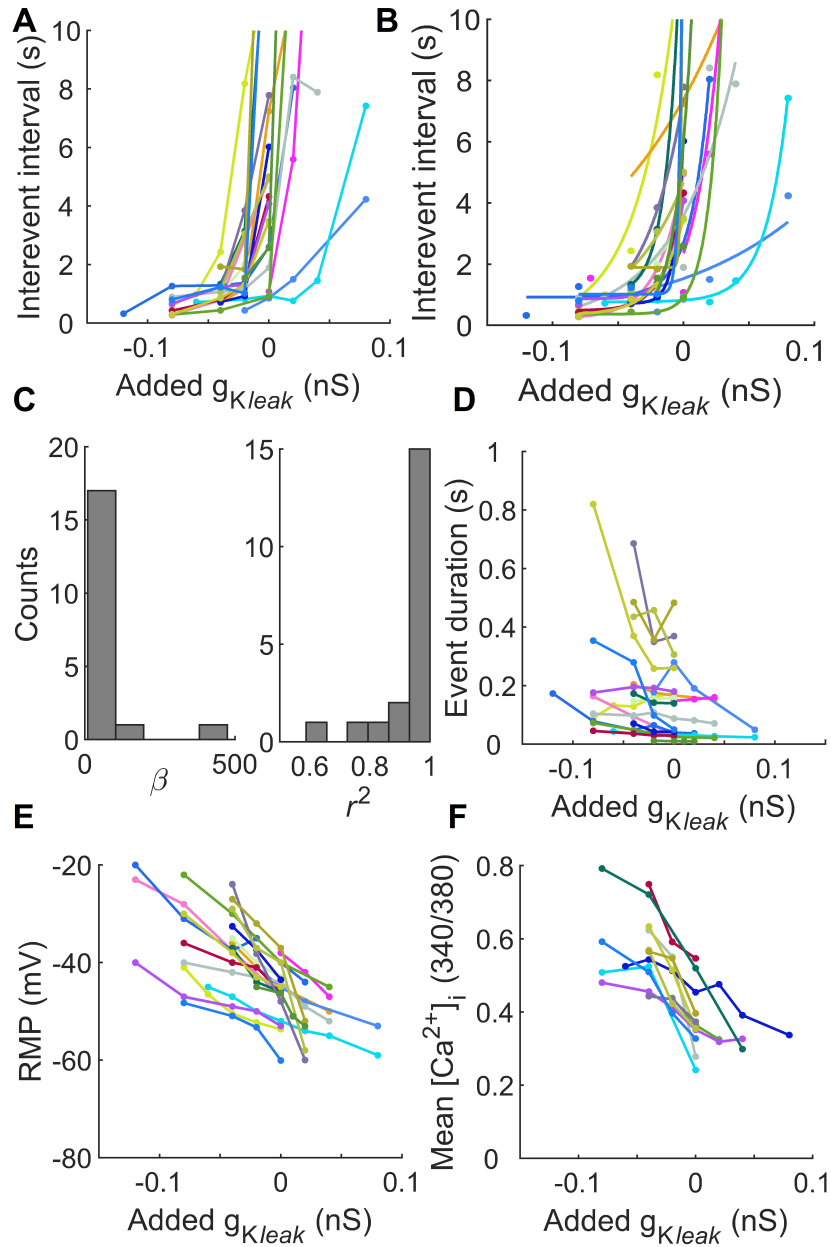 A
B
10
8
6
4
2
0
Interevent interval (s)
-0.1
0
0.1
Added gKleak (nS)
10
8
6
4
2
0
Interevent interval (s)
-0.1
0
0.1
Added gKleak (nS)
C
D
20
15
10
5
0
Counts
0
500
β
15
10
5
0
0.6
0.8
1
r²
1
0.8
0.6
0.4
0.2
0
Event duration (s)
-0.1
0
0.1
Added gKleak (nS)
E
F
-20
-40
-60
-80
RMP (mV)
-0.1
0
0.1
Added gKleak (nS)
0.8
0.6
0.4
0.2
0
Mean [Ca²⁺]i (340/380)
-0.1
0
0.1
Added gKleak (nS)